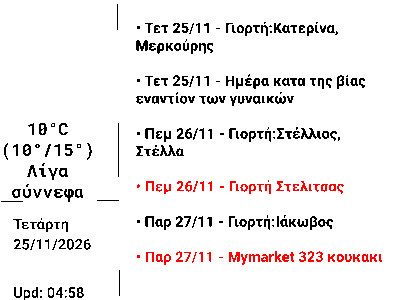 10°C
(10°/15°)
Λίγα
σύννεφα
Τετάρτη
25/11/2026
Upd: 04:58
• Τετ 25/11 - Γιορτή:Κατερίνα,
Μερκούρης
• Τετ 25/11 - Ημέρα κατα της βίας
εναντίον των γυναικών
• Πεμ 26/11 - Γιορτή:Στέλλιος,
Στέλλα
• Πεμ 26/11 - Γιορτή Στελιτσας
• Παρ 27/11 - Γιορτή:Ιάκωβος
• Παρ 27/11 - Mymarket 323 κουκακι